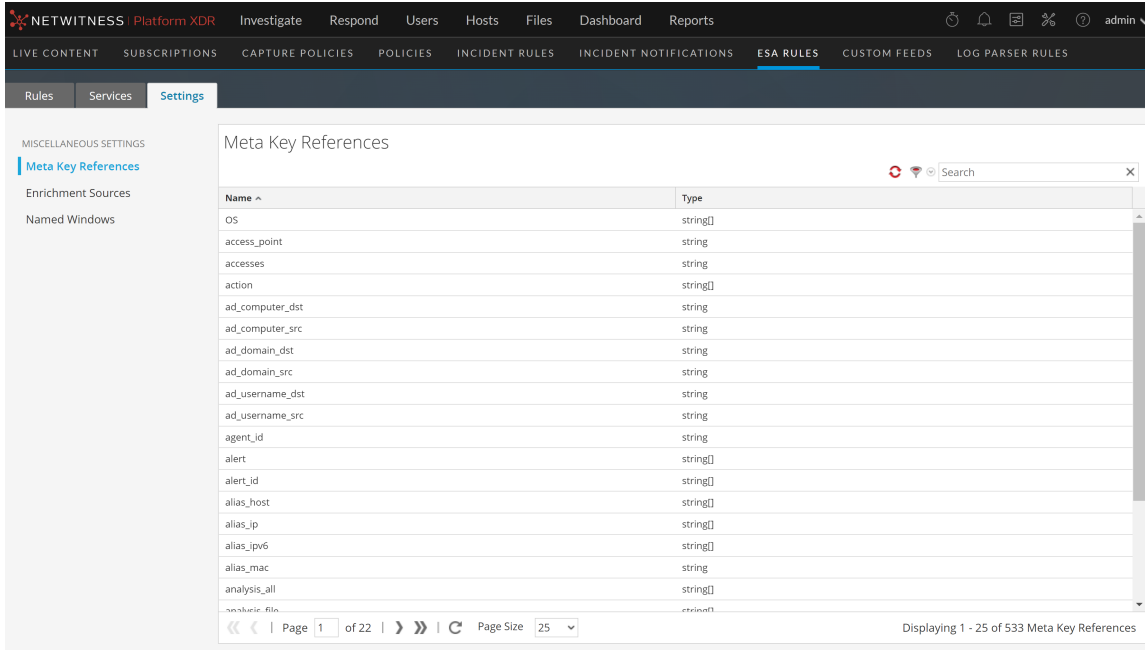 NETWITNESS | Platform XDR Investigate Respond Users Hosts Files Dashboard Reports admin
LIVE CONTENT SUBSCRIPTIONS CAPTURE POLICIES POLICIES INCIDENT RULES INCIDENT NOTIFICATIONS ESA RULES CUSTOM FEEDS LOG PARSER RULES
Rules Services Settings
MISCELLANEOUS SETTINGS
Meta Key References
Enrichment Sources
Named Windows
Meta Key References
Search
Name Type
OS string[]
access_point string
accesses string
action string[]
ad_computer_dst string
ad_computer_src string
ad_domain_dst string
ad_domain_src string
ad_username_dst string
ad_username_src string
agent_id string
alert string[]
alert_id string[]
alias_host string[]
alias_ip string[]
alias_ipv6 string[]
alias_mac string
analysis_all string[]
analysis_file string[]
Page 1 of 22 | Page Size 25 Displaying 1 - 25 of 533 Meta Key References